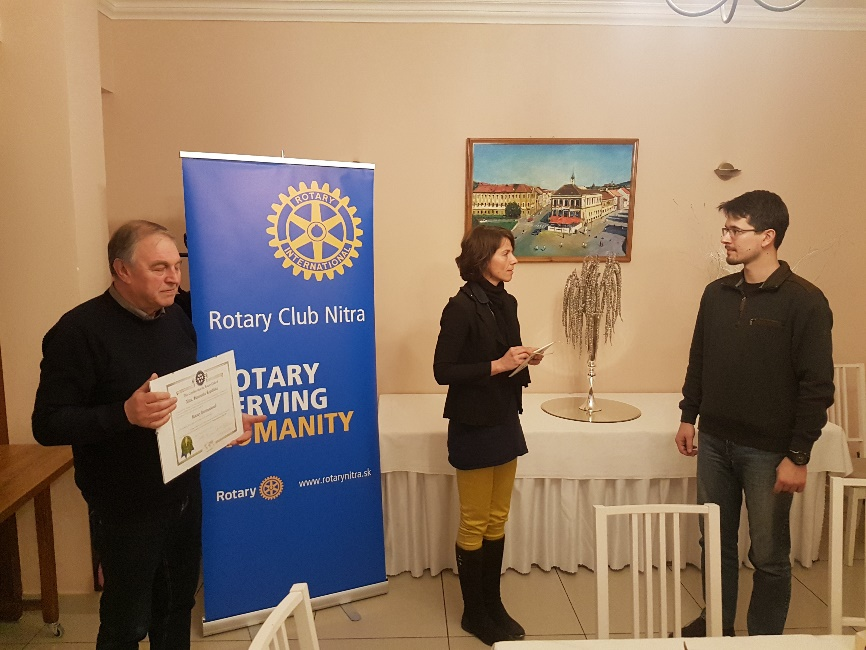 ROTARY
INTERNATIONAL
Rotary Club Nitra
ROTARY
SERVING
HUMANITY
Rotary
www.rotarynitra.sk